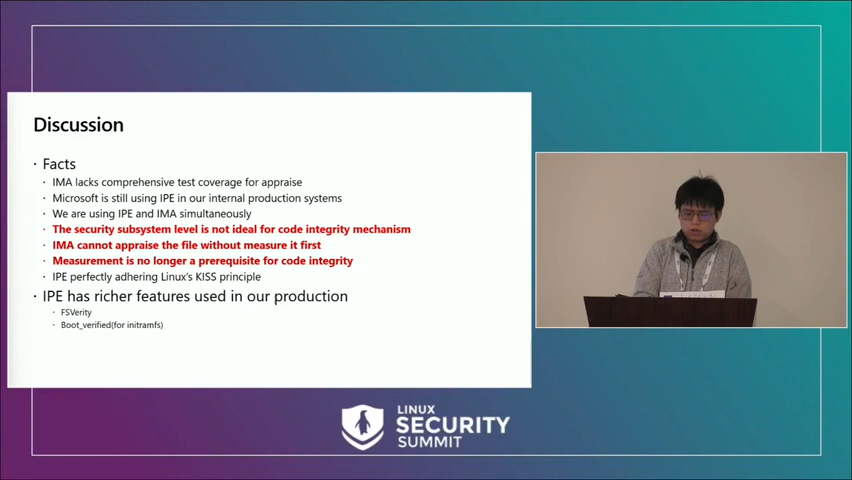 Discussion
· Facts
· IMA lacks comprehensive test coverage for appraise
· Microsoft is still using IPE in our internal production systems
· We are using IPE and IMA simultaneously
· The security subsystem level is not ideal for code integrity mechanism
· IMA cannot appraise the file without measure it first
· Measurement is no longer a prerequisite for code integrity
· IPE perfectly adhering Linux's KISS principle
· IPE has richer features used in our production
· FSVerity
· Boot_verified(for initramfs)
LINUX
SECURITY
SUMMIT